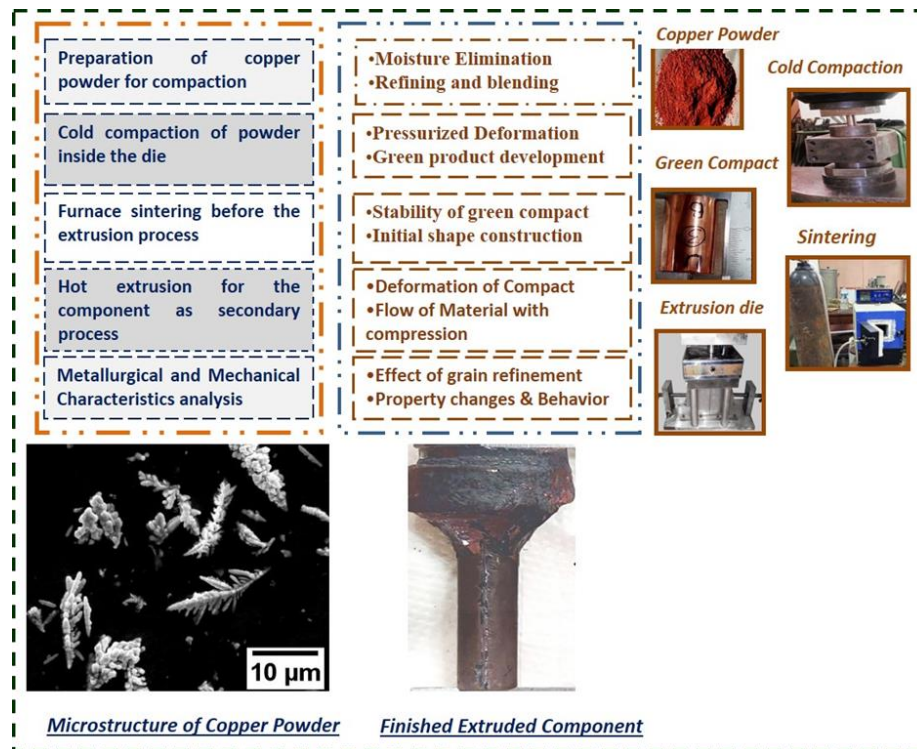 Preparation of copper
powder for compaction
Cold compaction of powder
inside the die
Furnace sintering before the
extrusion process
Hot extrusion for the
component as secondary
process
Metallurgical and Mechanical
Characteristics analysis
•Moisture Elimination
•Refining and blending
•Pressurized Deformation
•Green product development
•Stability of green compact
•Initial shape construction
•Deformation of Compact
•Flow of Material with
compression
•Effect of grain refinement
•Property changes & Behavior
Copper Powder
Cold Compaction
Green Compact
Sintering
Extrusion die
10 µm
Microstructure of Copper Powder
Finished Extruded Component